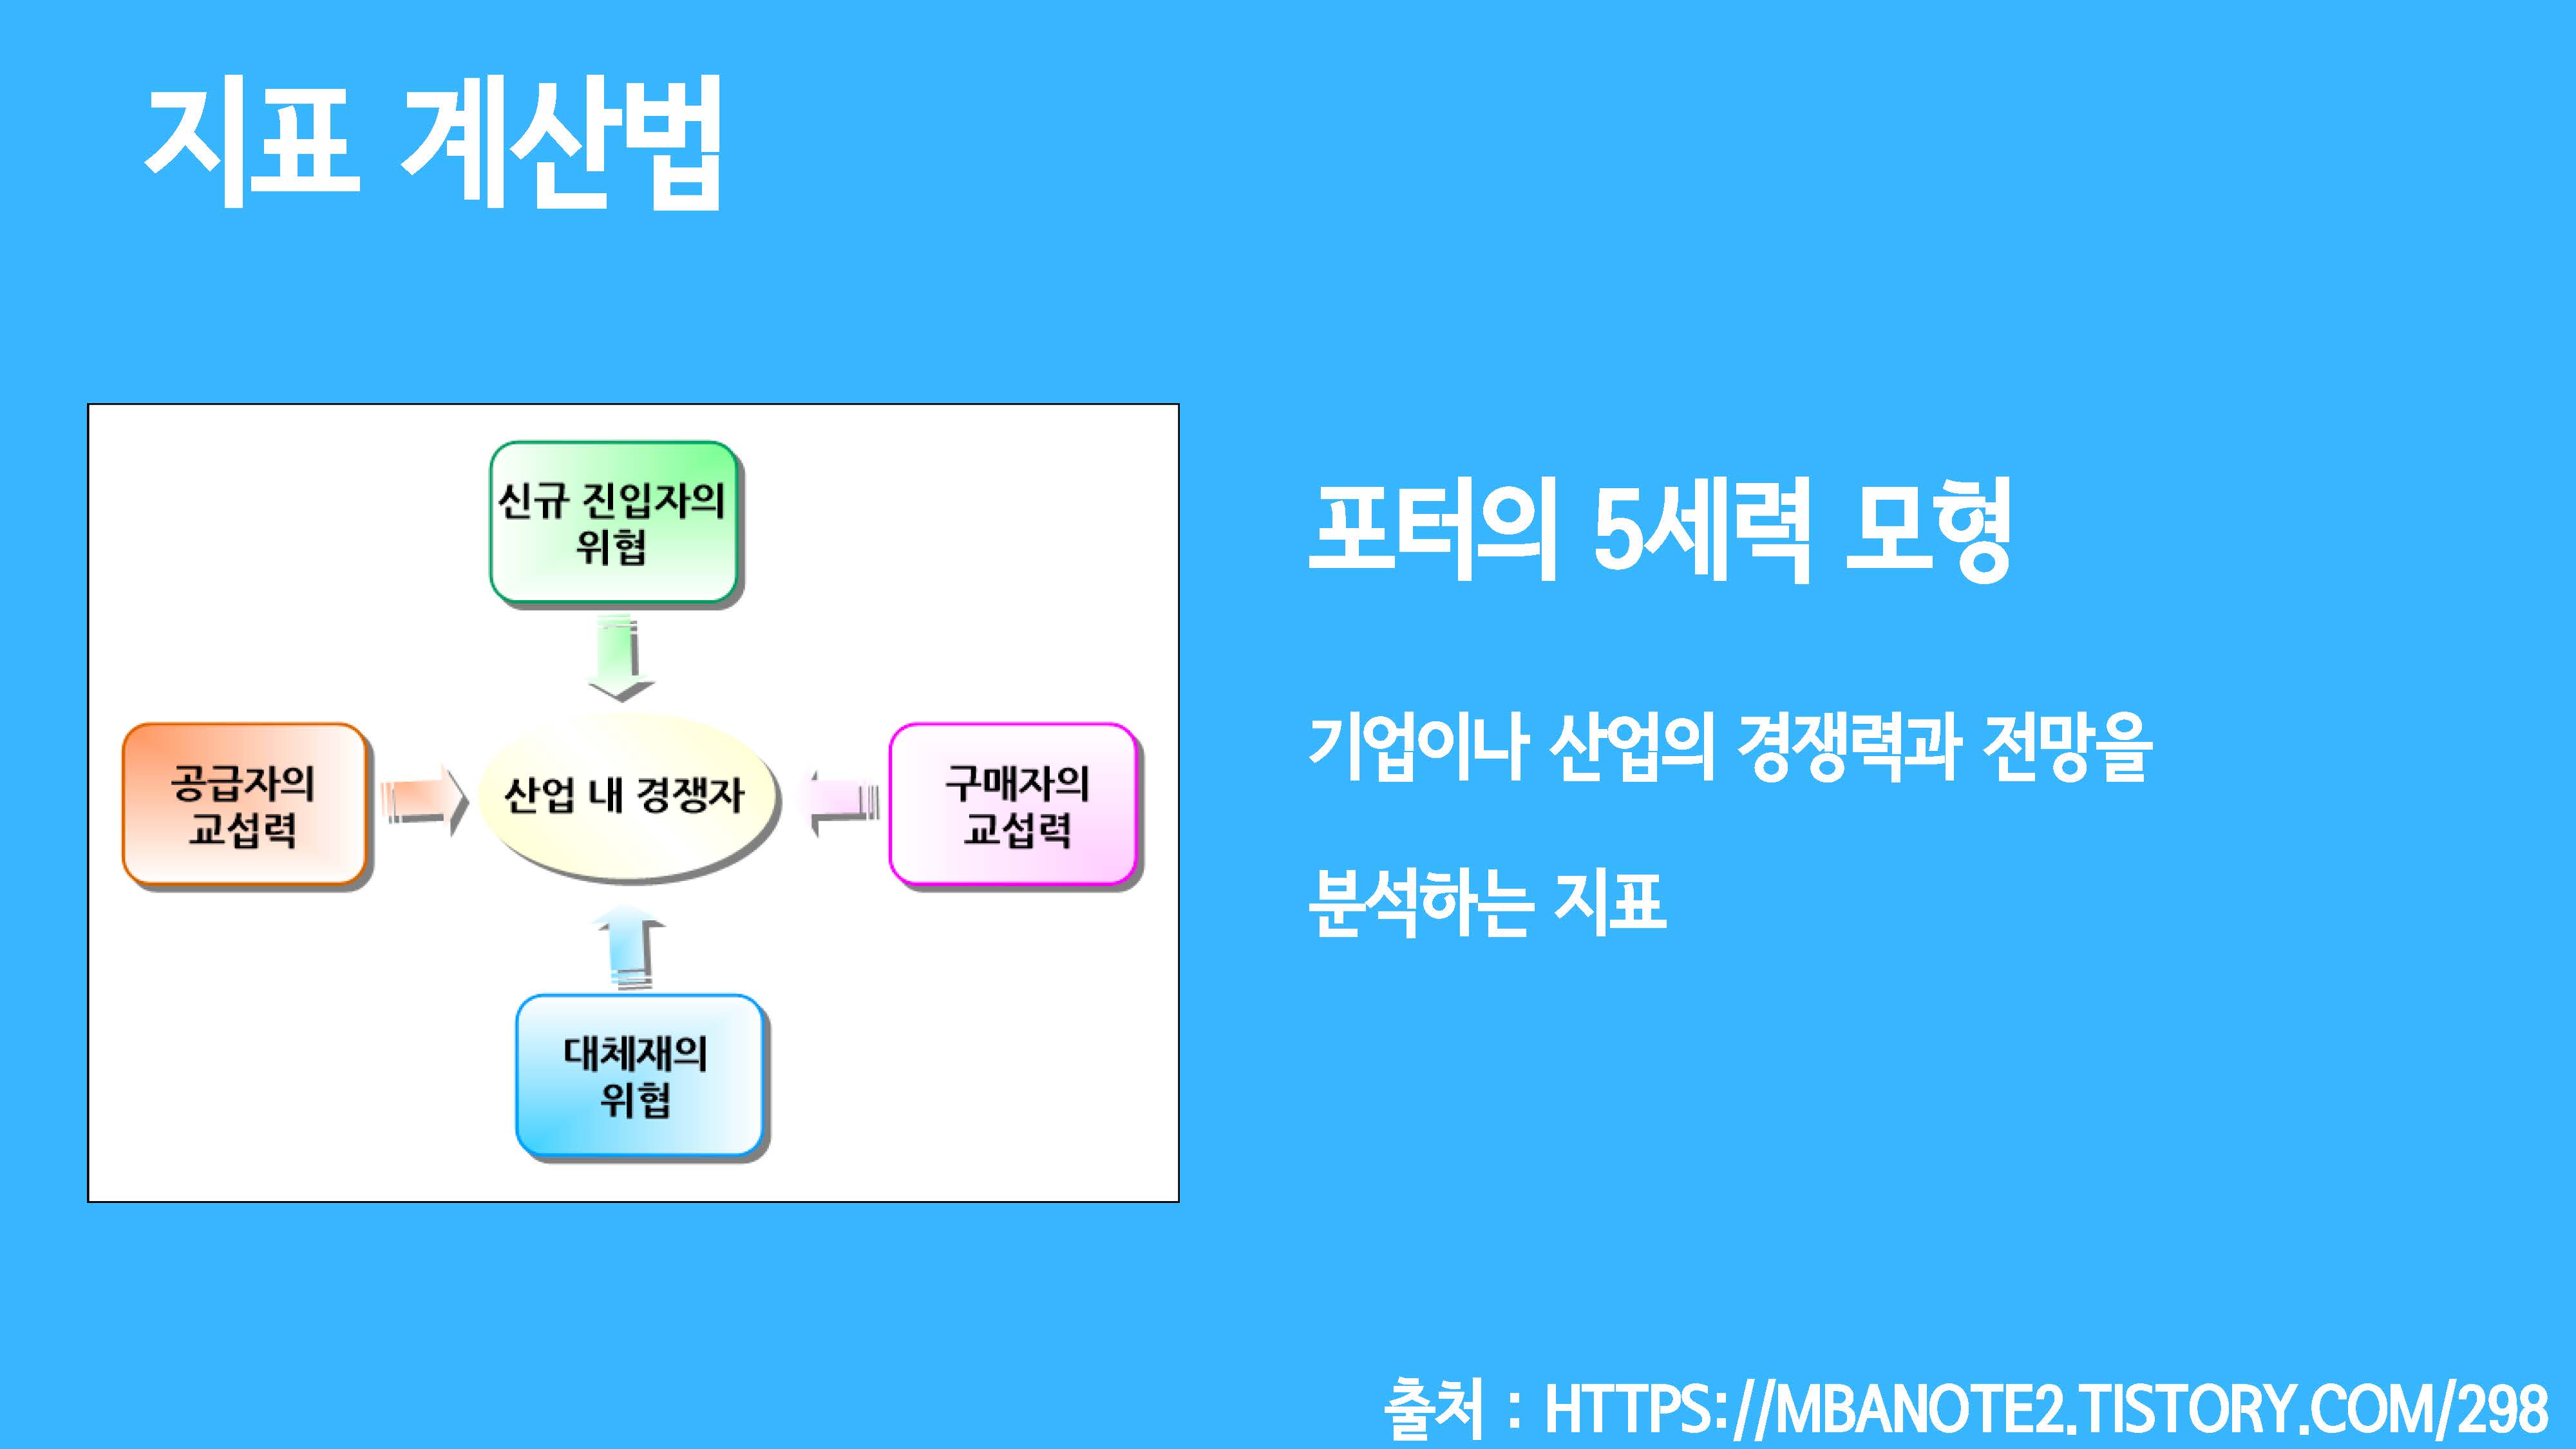 지표 계산법
신규 진입자의
위협
공급자의
교섭력
산업 내 경쟁자
구매자의
교섭력
대체재의
위협
포터의 5세력 모형
기업이나 산업의 경쟁력과 전망을
분석하는 지표
출처 : HTTPS://MBANOTE2.TISTORY.COM/298